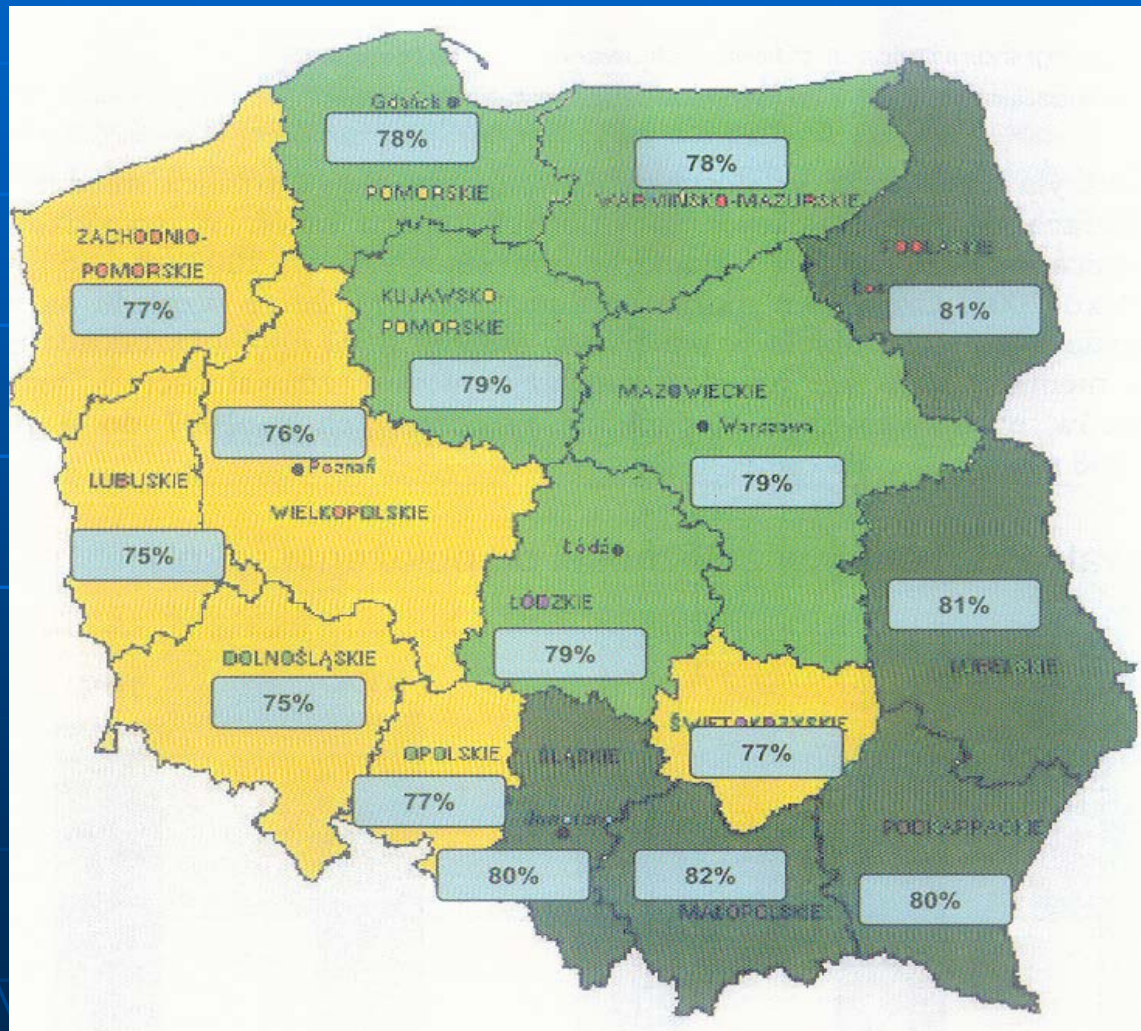 Gdańsk
78%
POMORSKIE
78%
WARMIŃSKO-MAZURSKIE
ZACHODNIO-
POMORSKIE
77%
PODLASKIE
81%
KUJAWSKO
POMORSKIE
79%
MAZOWIECKIE
Warszawa
79%
76%
Poznań
WIELKOPOLSKIE
LUBUSKIE
75%
Łódź
ŁÓDZKIE
79%
81%
LUBELSKIE
DOLNOŚLĄSKIE
75%
OPOLSKIE
77%
ŚLĄSKIE
80%
ŚWIĘTOKRZYSKIE
77%
82%
MAŁOPOLSKIE
PODKARPACKIE
80%